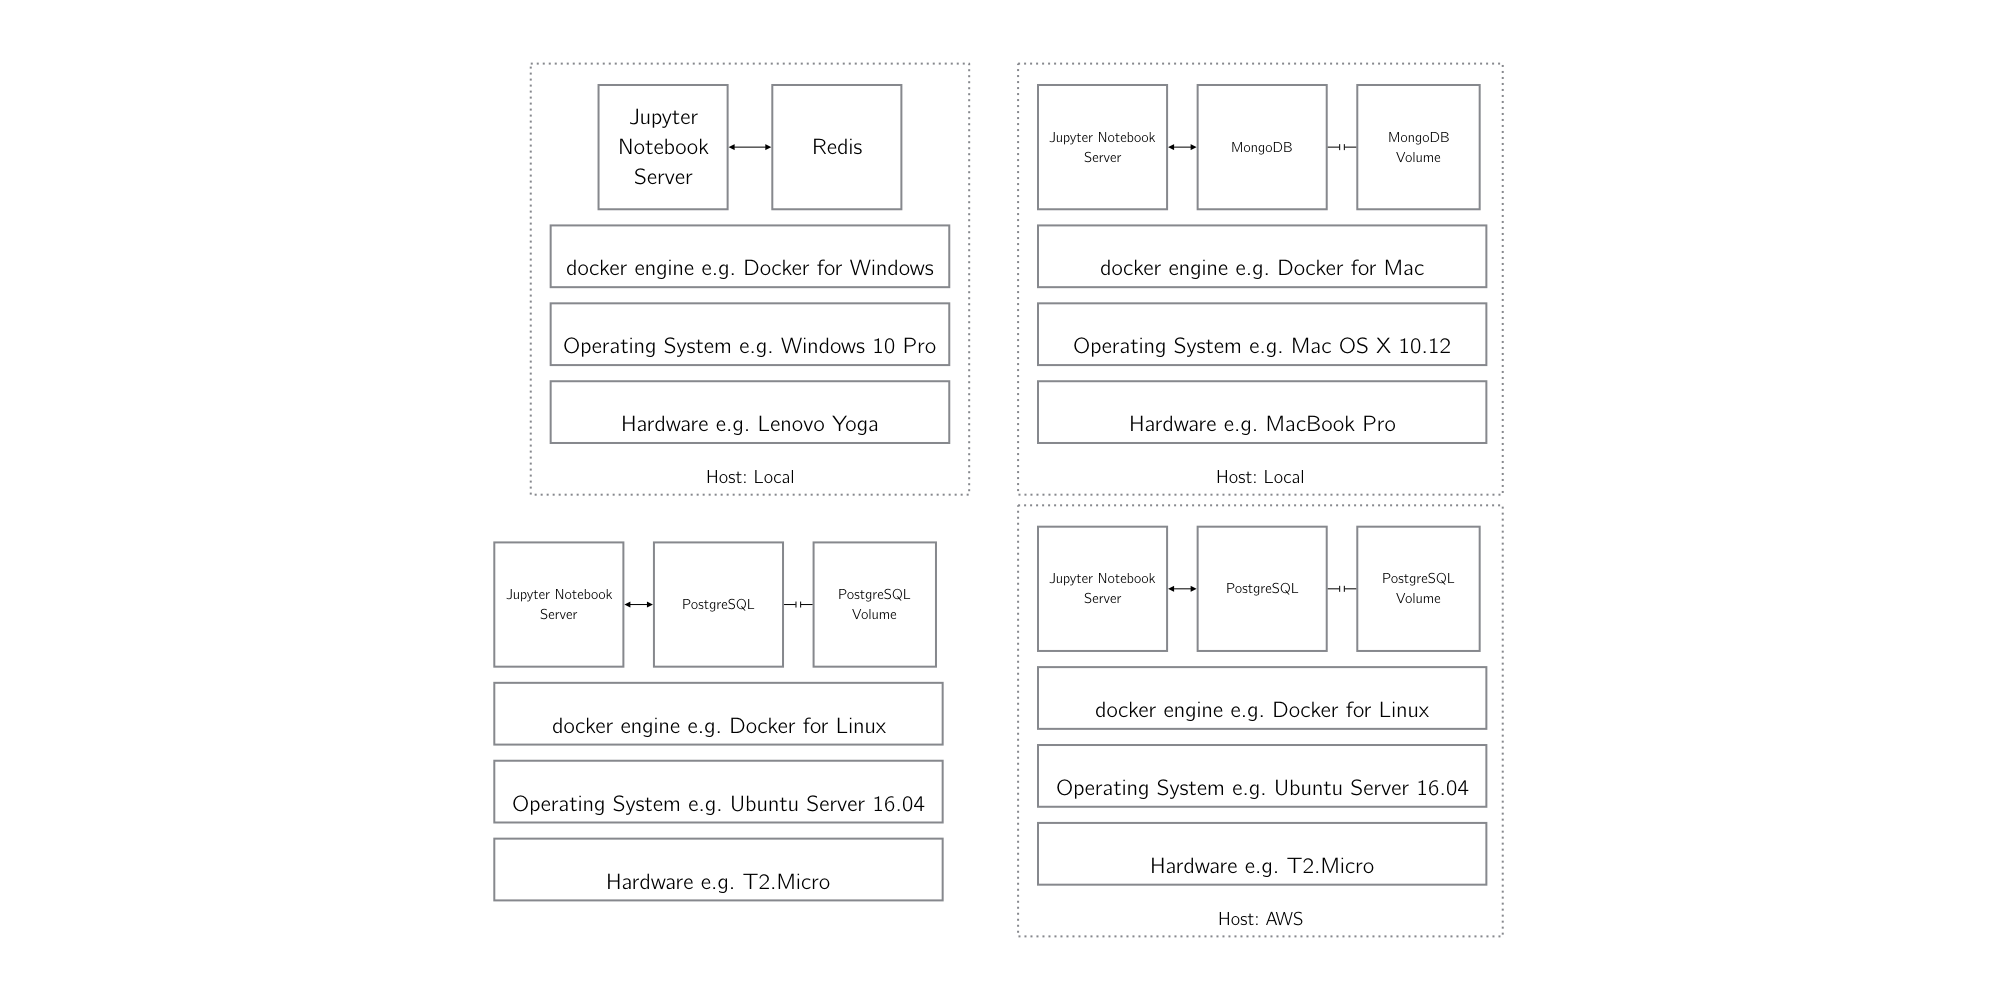 Jupyter
Notebook
Server
Redis
docker engine e.g. Docker for Windows
Operating System e.g. Windows 10 Pro
Hardware e.g. Lenovo Yoga
Host: Local
Jupyter Notebook
Server
MongoDB
MongoDB
Volume
docker engine e.g. Docker for Mac
Operating System e.g. Mac OS X 10.12
Hardware e.g. MacBook Pro
Host: Local
Jupyter Notebook
Server
PostgreSQL
PostgreSQL
Volume
docker engine e.g. Docker for Linux
Operating System e.g. Ubuntu Server 16.04
Hardware e.g. T2.Micro
Jupyter Notebook
Server
PostgreSQL
PostgreSQL
Volume
docker engine e.g. Docker for Linux
Operating System e.g. Ubuntu Server 16.04
Hardware e.g. T2.Micro
Host: AWS